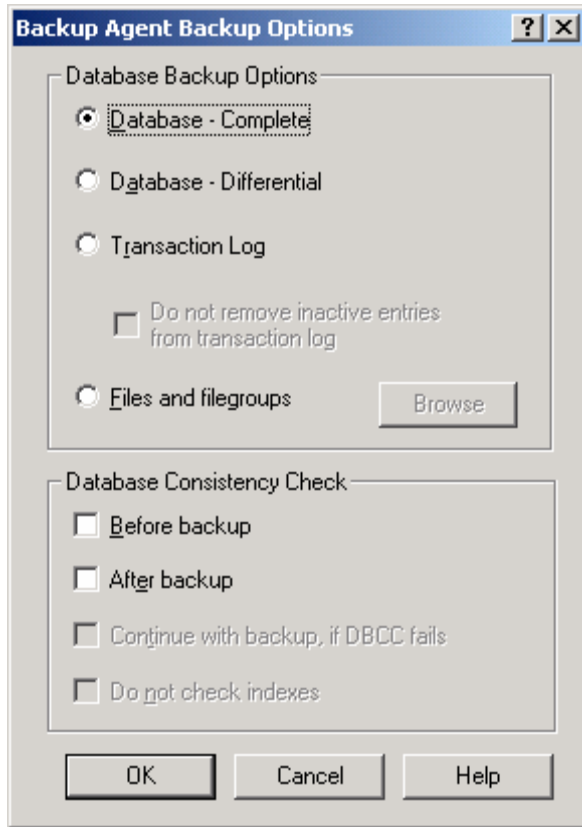 Backup Agent Backup Options
Database Backup Options
Database - Complete
Database - Differential
Transaction Log
Do not remove inactive entries
from transaction log
Files and filegroups
Browse
Database Consistency Check
Before backup
After backup
Continue with backup, if DBCC fails
Do not check indexes
OK
Cancel
Help